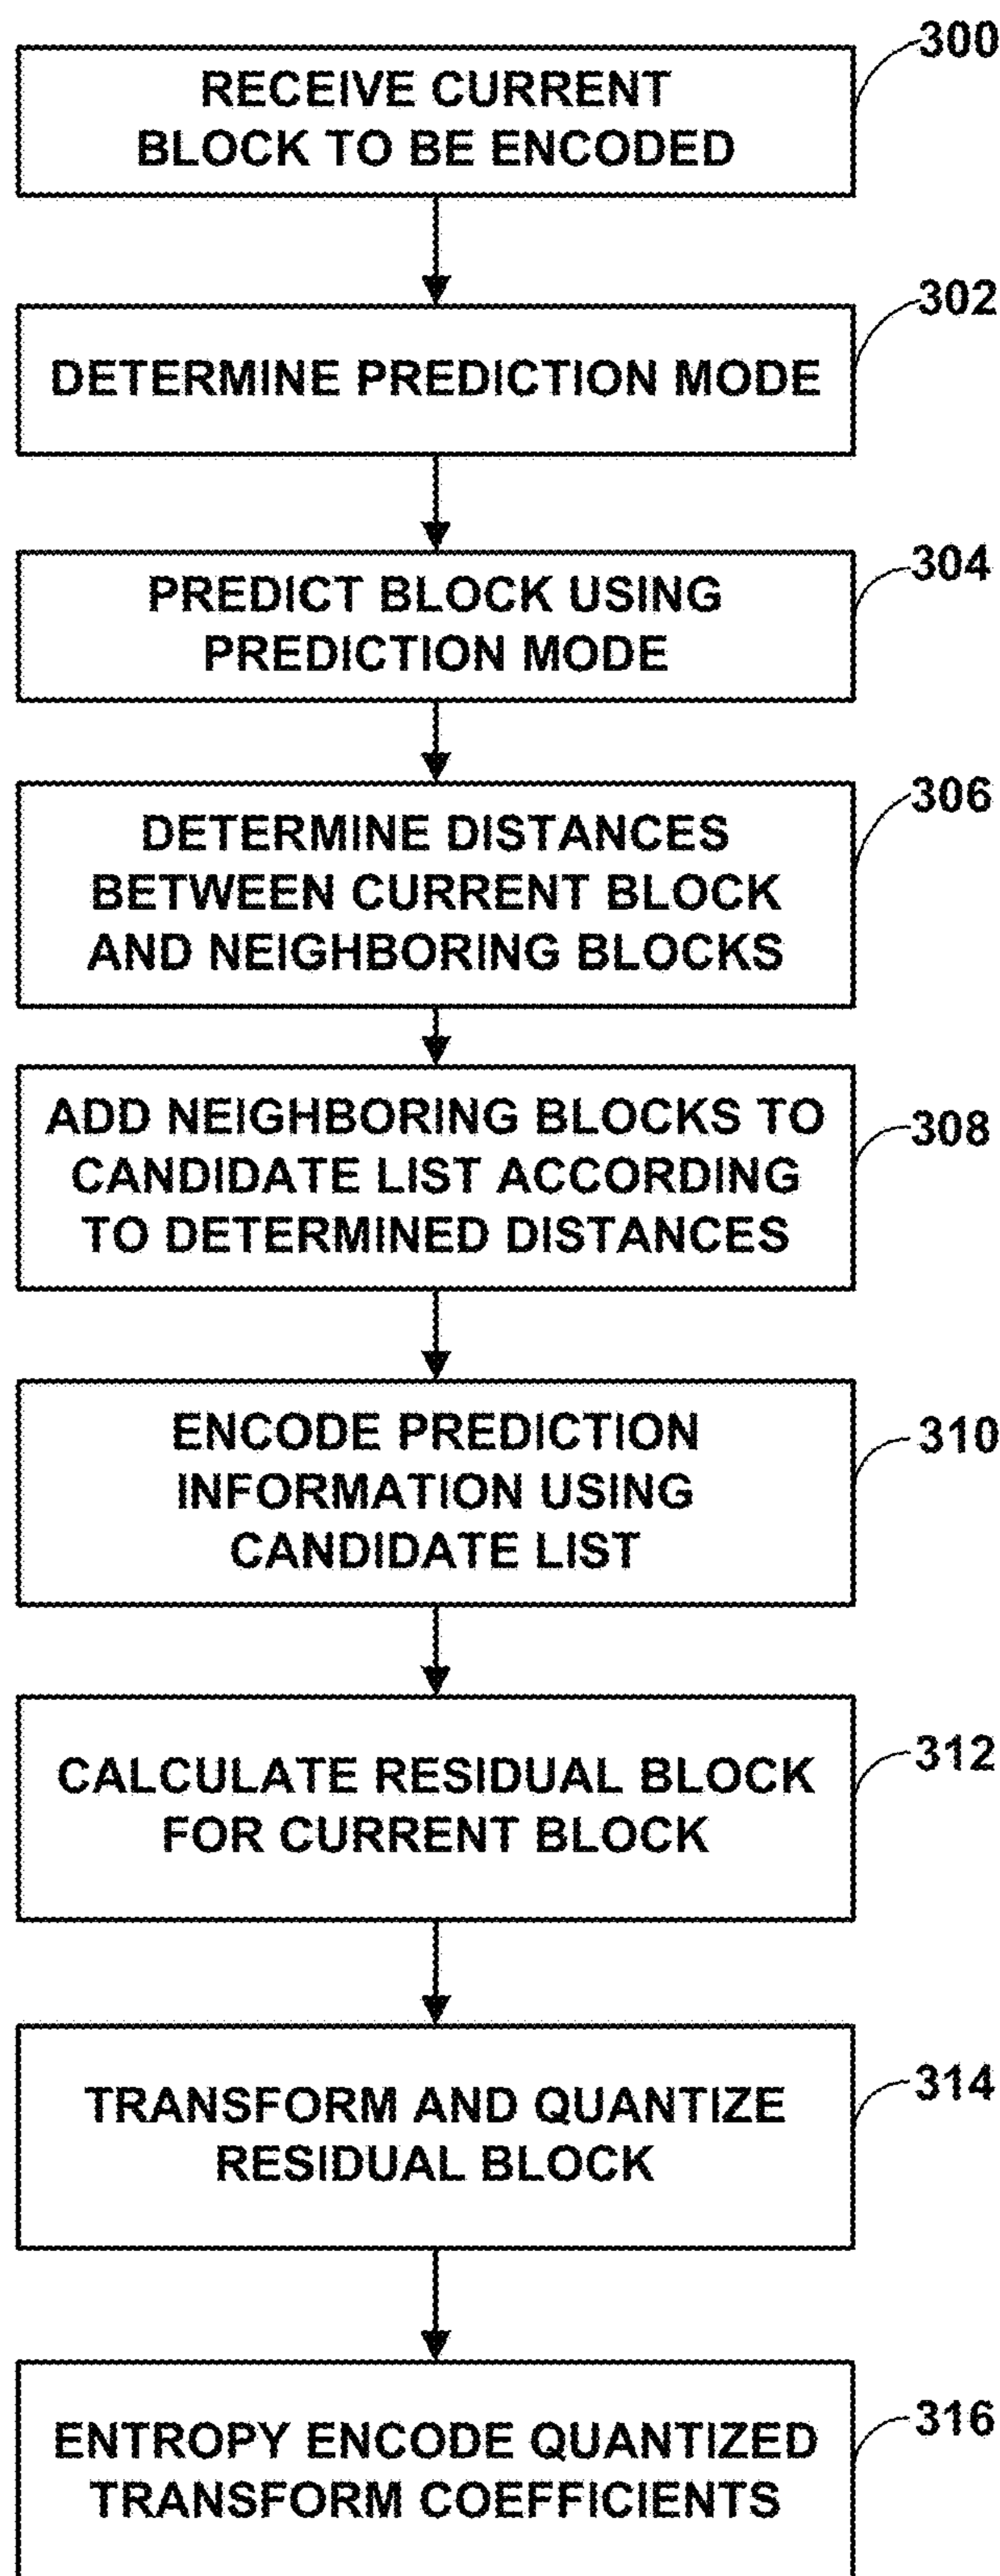 300
RECEIVE CURRENT
BLOCK TO BE ENCODED
302
DETERMINE PREDICTION MODE
304
PREDICT BLOCK USING
PREDICTION MODE
306
DETERMINE DISTANCES
BETWEEN CURRENT BLOCK
AND NEIGHBORING BLOCKS
308
ADD NEIGHBORING BLOCKS TO
CANDIDATE LIST ACCORDING
TO DETERMINED DISTANCES
310
ENCODE PREDICTION
INFORMATION USING
CANDIDATE LIST
312
CALCULATE RESIDUAL BLOCK
FOR CURRENT BLOCK
314
TRANSFORM AND QUANTIZE
RESIDUAL BLOCK
316
ENTROPY ENCODE QUANTIZED
TRANSFORM COEFFICIENTS